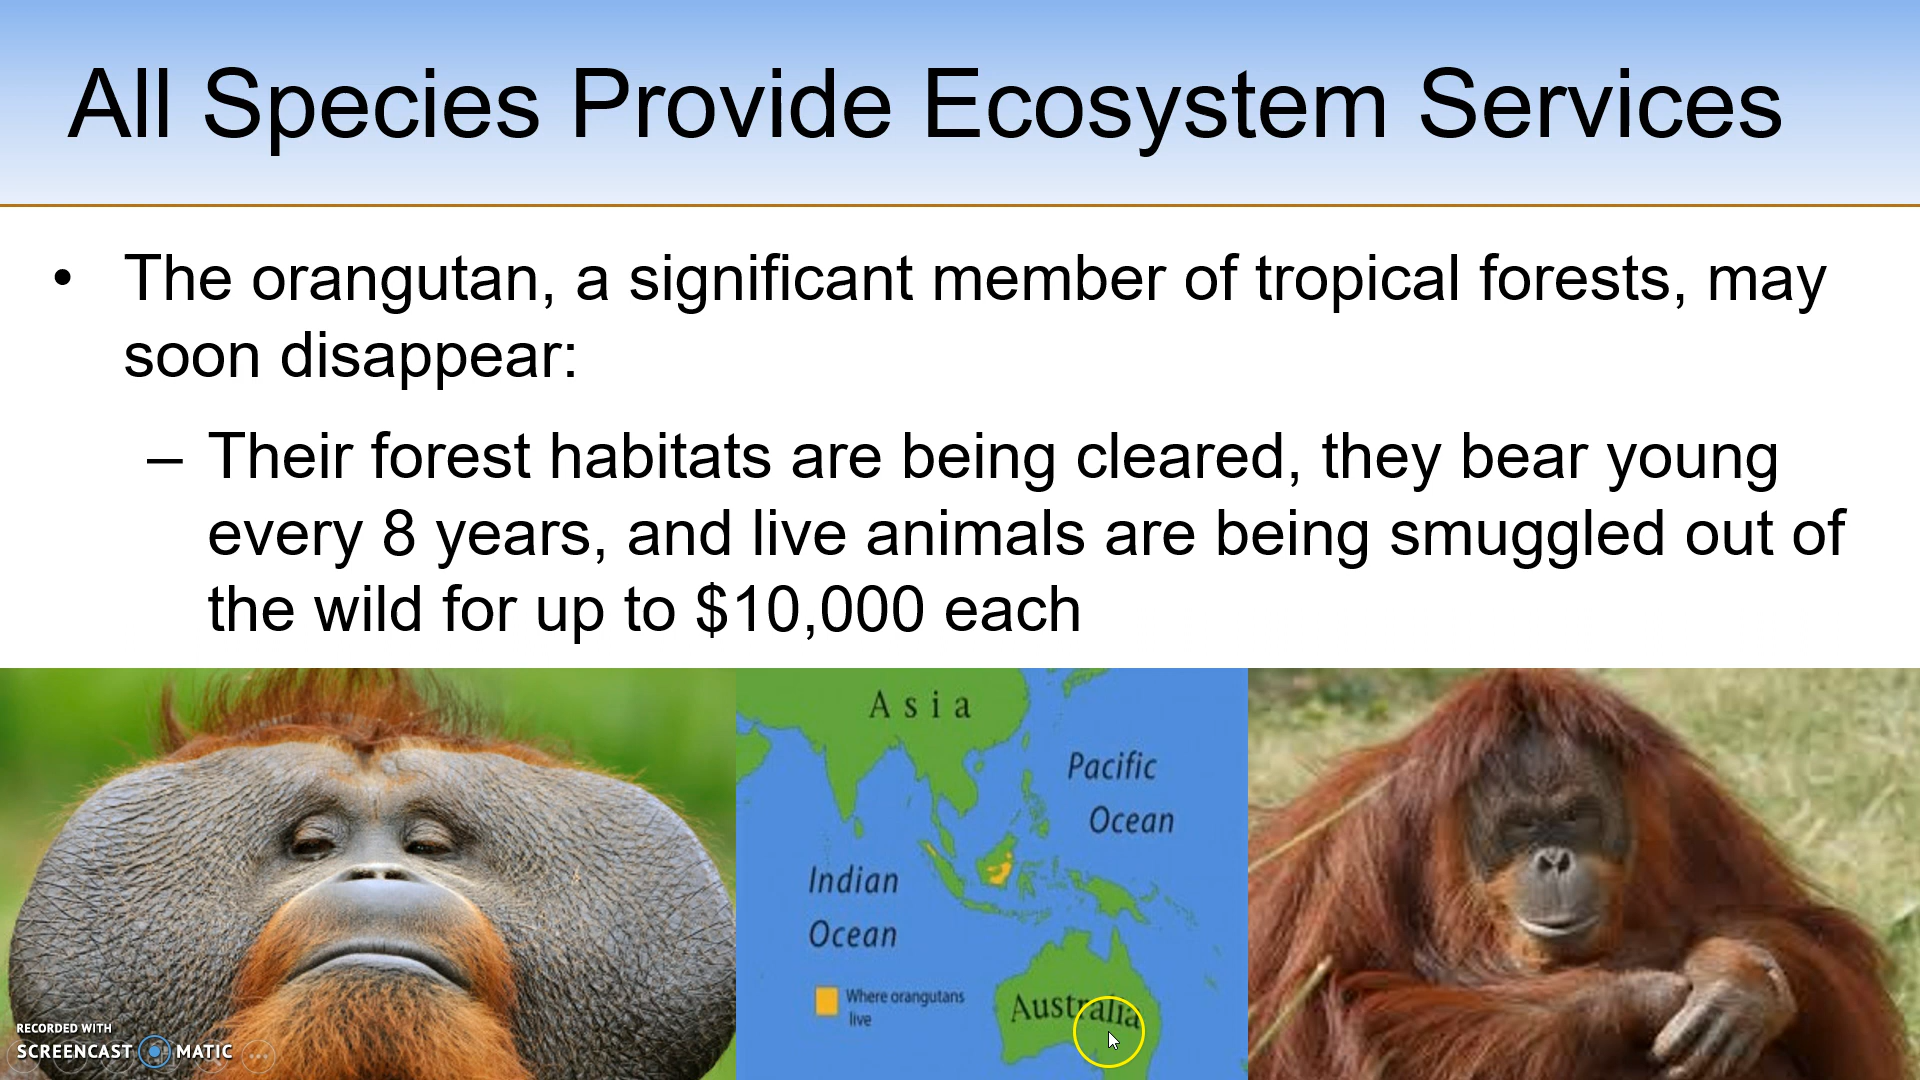 All Species Provide Ecosystem Services
• The orangutan, a significant member of tropical forests, may
soon disappear:
– Their forest habitats are being cleared, they bear young
every 8 years, and live animals are being smuggled out of
the wild for up to $10,000 each
Asia
Pacific
Ocean
Indian
Ocean
Where orangutans
live
Australia
RECORDED WITH
SCREENCAST MATIC